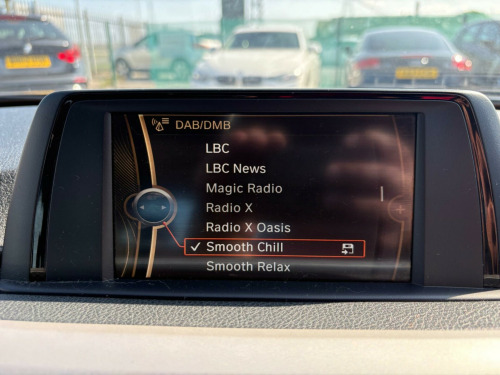 DAB/DMB
LBC
LBC News
Magic Radio
Radio X
Radio X Oasis
Smooth Chill
Smooth Relax